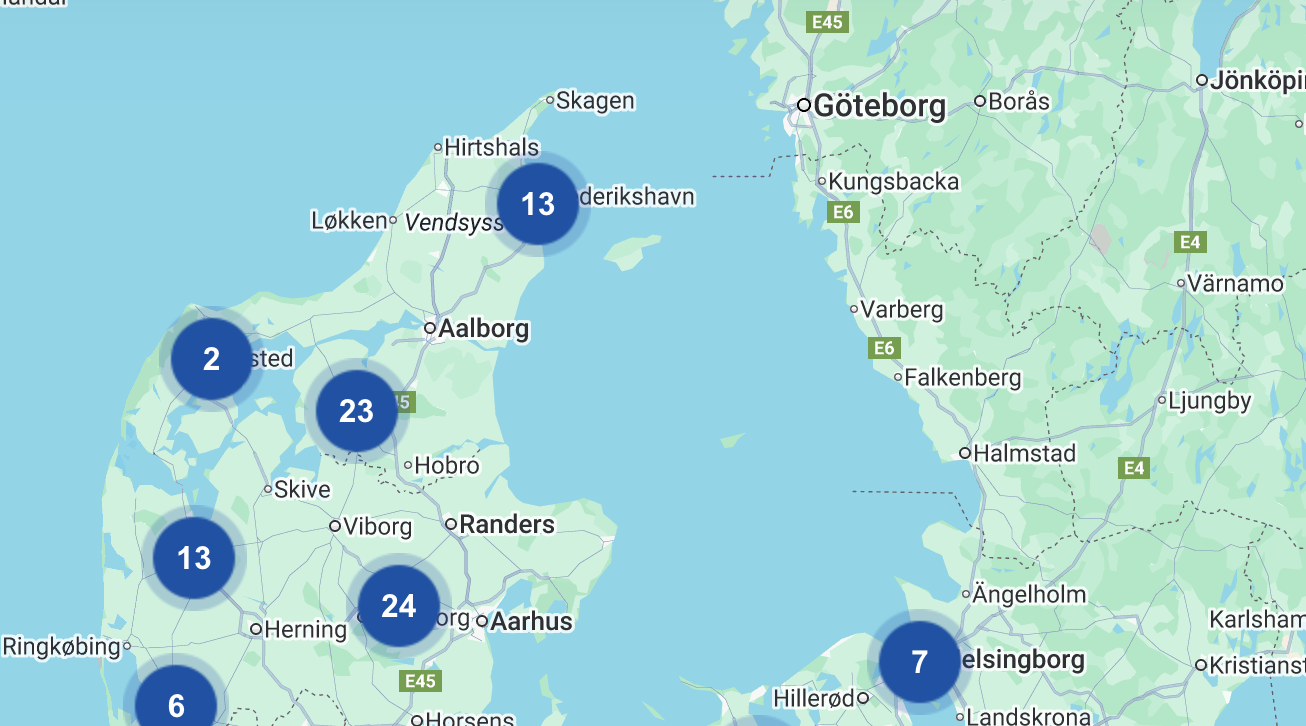 E45
Jönköpi
Göteborg
Borås
Skagen
Hirtshals
Kungsbacka
13
derikshavn
E6
Løkken
Vendsyss
E4
Värnamo
Varberg
Aalborg
E6
2
sted
Falkenberg
23
45
Ljungby
Halmstad
Hobro
E4
Skive
Viborg
Randers
13
Ängelholm
24
org
Aarhus
Karlsham
Herning
Ringkøbing
7
elsingborg
Kristianst
E45
Hillerød
6
Horsens
Landskrona